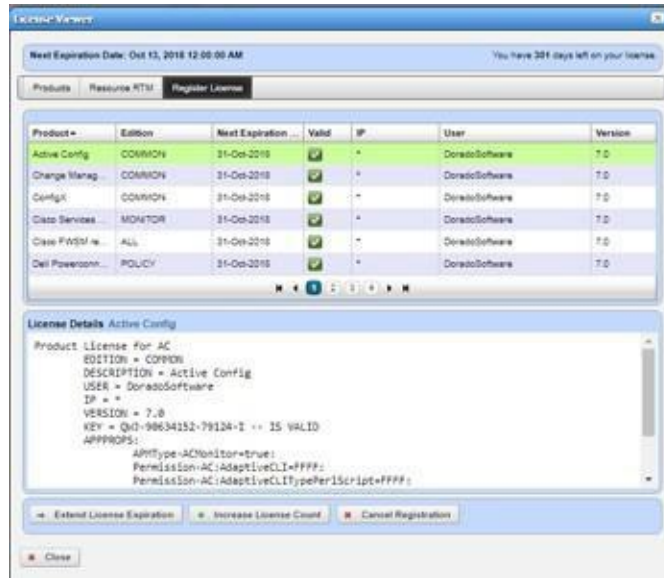 License Viewer
Next Expiration Date: Oct 13, 2018 12:00:00 AM
You have 301 days left on your license.
Products Resource RTM Register License
Product Edition Next Expiration ... Valid IP User Version
Active Config COMMON 31-Oct-2018 * DoradoSoftware 7.0
Change Manag... COMMON 31-Oct-2018 * DoradoSoftware 7.0
ConfigX COMMON 31-Oct-2018 * DoradoSoftware 7.0
Cisco Services ... MONITOR 31-Oct-2018 * DoradoSoftware 7.0
Cisco FWSM re... ALL 31-Oct-2018 * DoradoSoftware 7.0
Dell Powerconn... POLICY 31-Oct-2018 * DoradoSoftware 7.0
1 2 3 4
License Details Active Config
Product License for AC
EDITION = COMMON
DESCRIPTION = Active Config
USER = DoradoSoftware
IP = *
VERSION = 7.0
KEY = -- IS VALID
APPPROPS:
APMType-ACMonitor=true:
Permission-AC:AdaptiveCLI=FFFF:
Permission-AC:AdaptiveCLITypePerlScript=FFFF:
Extend License Expiration Increase License Count Cancel Registration
Close